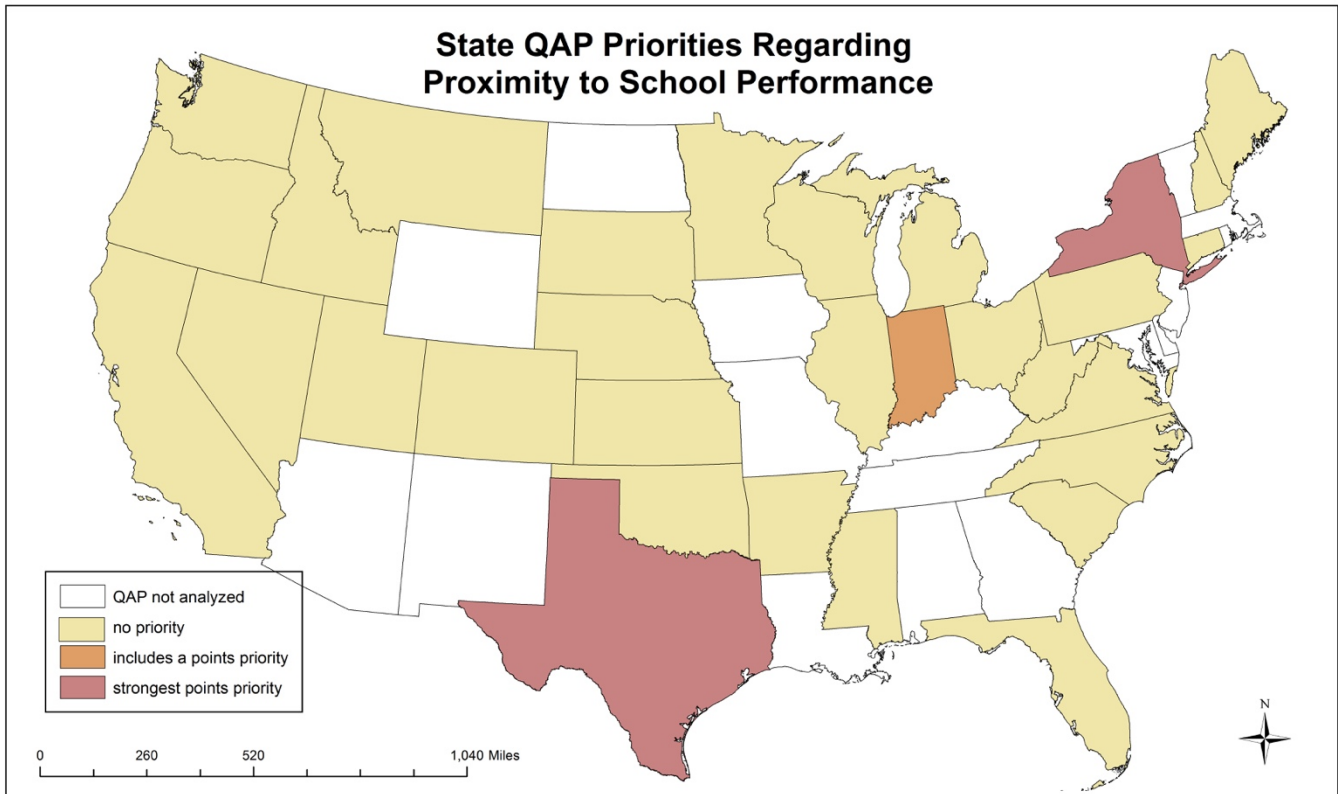 State QAP Priorities Regarding
Proximity to School Performance
QAP not analyzed
no priority
includes a points priority
strongest points priority
0 260 520 1,040 Miles
N